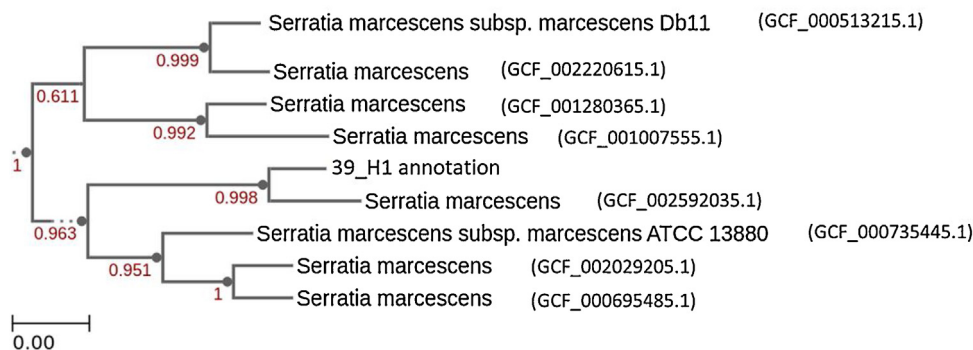 Serratia marcescens subsp. marcescens Db11 (GCF_000513215.1)
0.999
Serratia marcescens (GCF_002220615.1)
0.611
Serratia marcescens (GCF_001280365.1)
0.992
Serratia marcescens (GCF_001007555.1)
1
39_H1 annotation
0.998
Serratia marcescens (GCF_002592035.1)
0.963
Serratia marcescens subsp. marcescens ATCC 13880 (GCF_000735445.1)
0.951
Serratia marcescens (GCF_002029205.1)
1
Serratia marcescens (GCF_000695485.1)
0.00